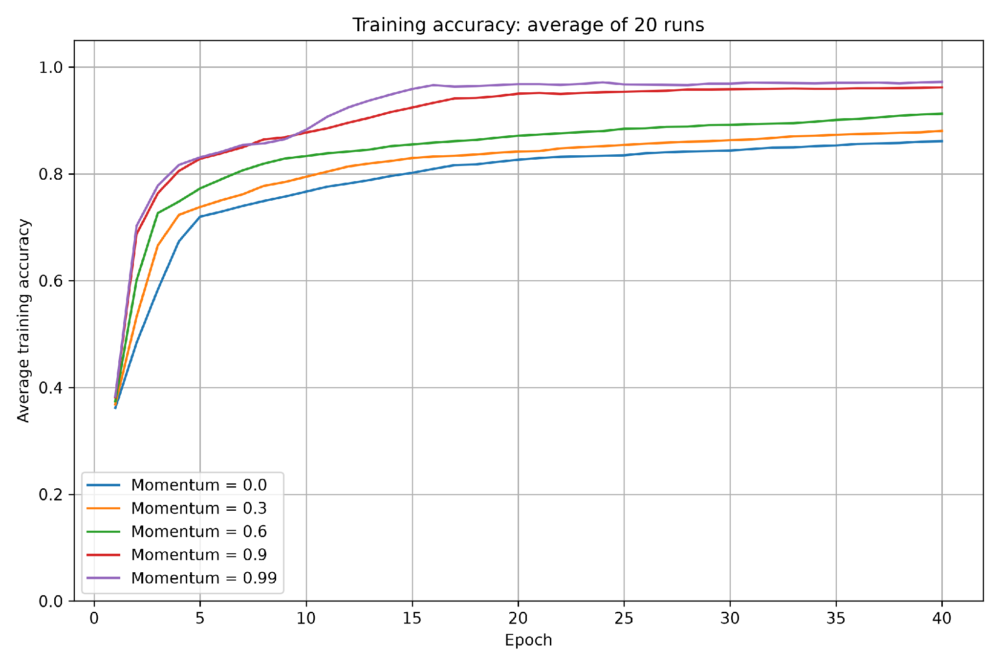 Training accuracy: average of 20 runs
Average training accuracy
1.0
0.8
0.6
0.4
0.2
0.0
Momentum = 0.0
Momentum = 0.3
Momentum = 0.6
Momentum = 0.9
Momentum = 0.99
0 5 10 15 20 25 30 35 40
Epoch